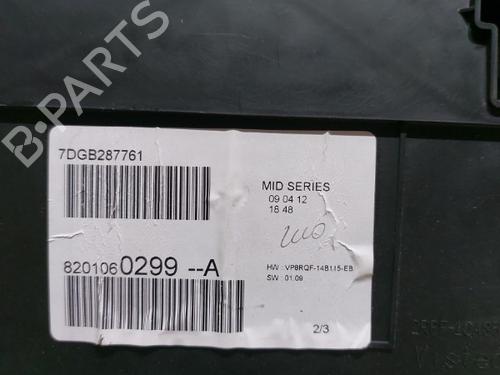 B-PARTS
7DGB287761
MID SERIES
09 04 12
18 48
HW : VP8RQF-14B115-EB
SW : 01.09
8201060299 --A
2/3